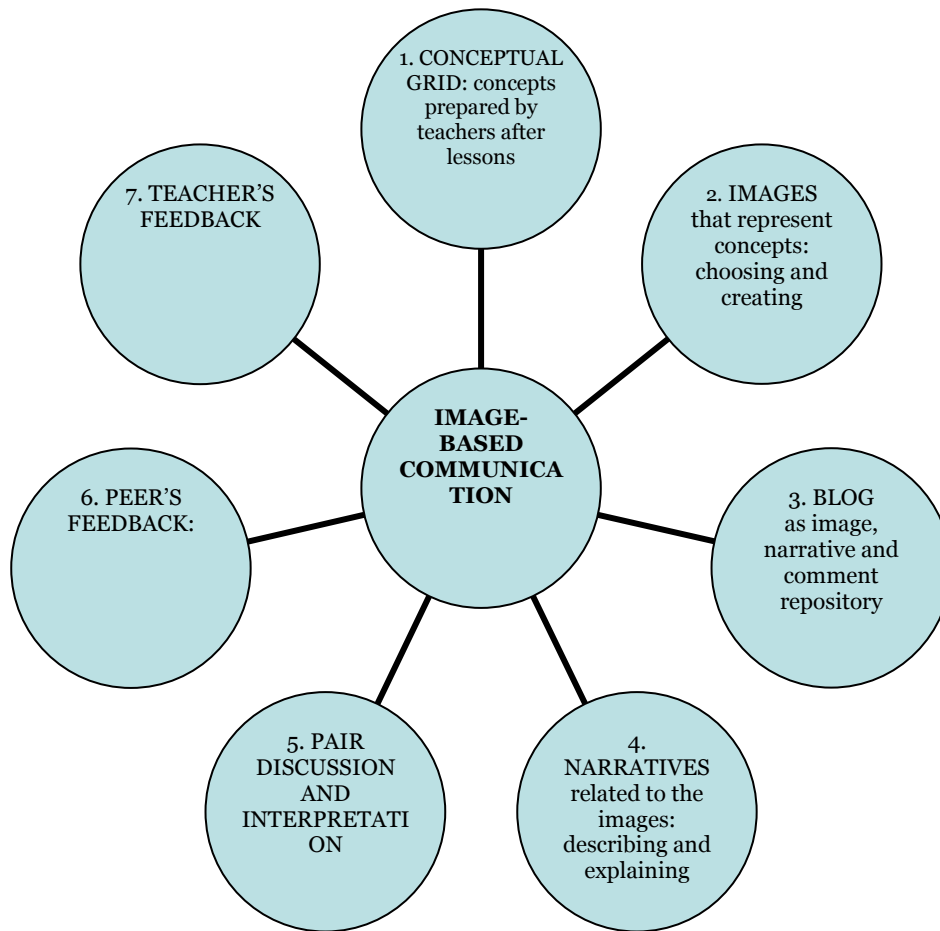 1. CONCEPTUAL
GRID: concepts
prepared by
teachers after
lessons
2. IMAGES
that represent
concepts:
choosing and
creating
3. BLOG
as image,
narrative and
comment
repository
4.
NARRATIVES
related to the
images:
describing and
explaining
5. PAIR
DISCUSSION
AND
INTERPRETATI
ON
6. PEER’S
FEEDBACK:
7. TEACHER’S
FEEDBACK
IMAGE-
BASED
COMMUNICA
TION